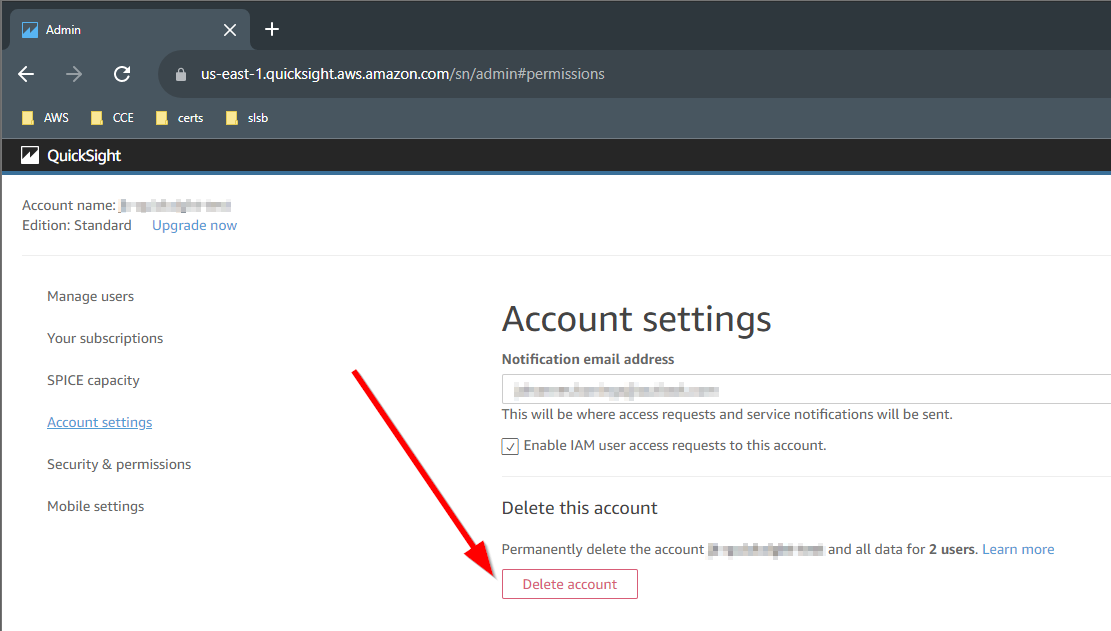 Admin
us-east-1.quicksight.aws.amazon.com/sn/admin#permissions
AWS CCE certs slsb
QuickSight
Account name:
Edition: Standard Upgrade now
Manage users
Your subscriptions
SPICE capacity
Account settings
Security & permissions
Mobile settings
Account settings
Notification email address
This will be where access requests and service notifications will be sent.
Enable IAM user access requests to this account.
Delete this account
Permanently delete the account and all data for 2 users. Learn more
Delete account